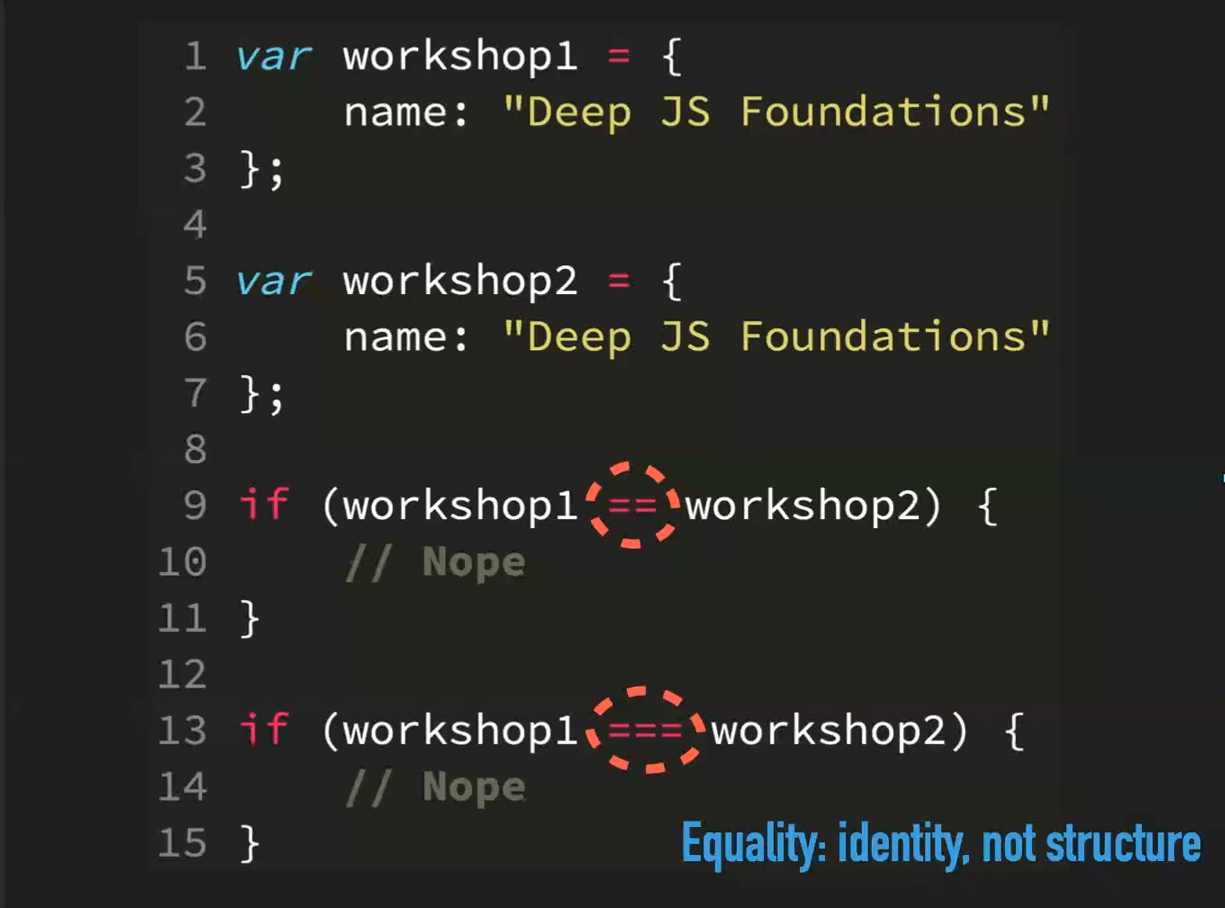 1 var workshop1 = {
2     name: "Deep JS Foundations"
3 };
4
5 var workshop2 = {
6     name: "Deep JS Foundations"
7 };
8
9 if (workshop1 == workshop2) {
10     // Nope
11 }
12
13 if (workshop1 === workshop2) {
14     // Nope
15 }
Equality: identity, not structure